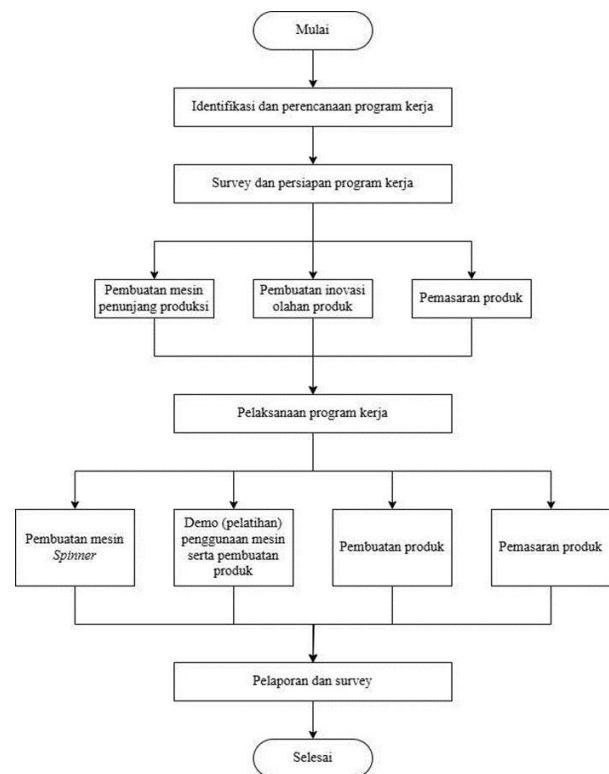 Mulai
Identifikasi dan perencanaan program kerja
Survey dan persiapan program kerja
Pembuatan mesin
penunjang produksi
Pembuatan inovasi
olahan produk
Pemasaran produk
Pelaksanaan program kerja
Pembuatan mesin
Spinner
Demo (pelatihan)
penggunaan mesin
serta pembuatan
produk
Pembuatan produk
Pemasaran produk
Pelaporan dan survey
Selesai